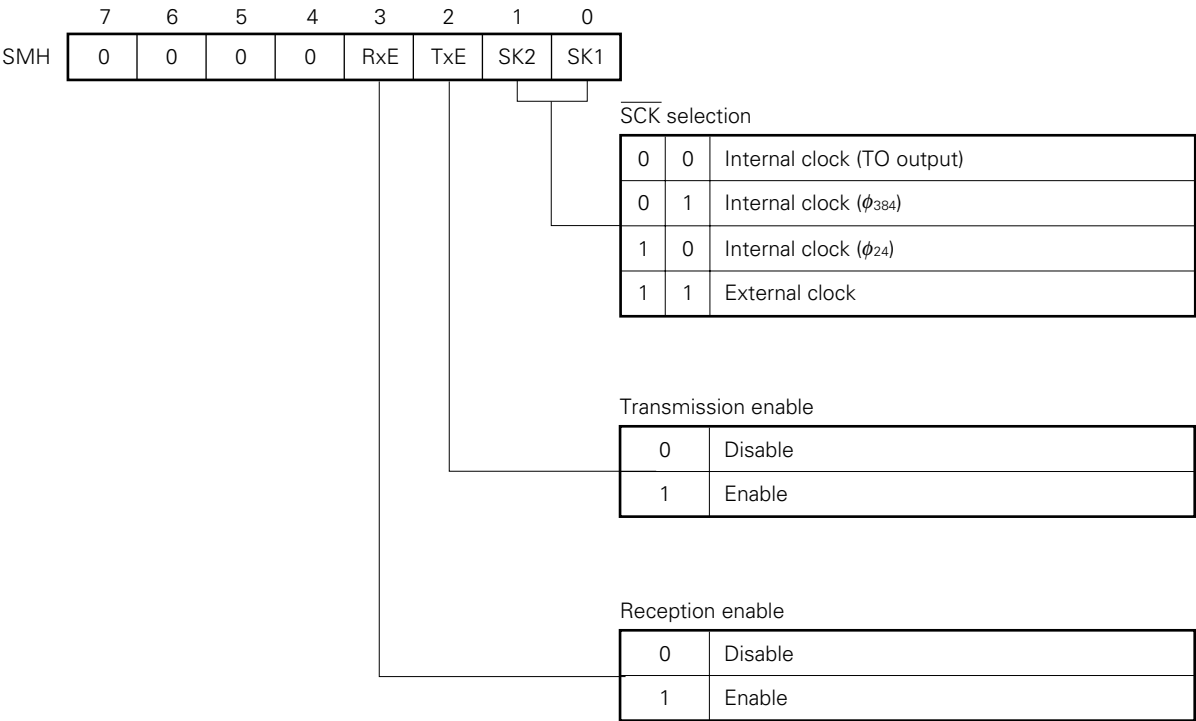 7 6 5 4 3 2 1 0
SMH 0 0 0 0 RxE TxE SK2 SK1
S̅C̅K̅ selection
0 0 Internal clock (TO output)
0 1 Internal clock (ϕ384)
1 0 Internal clock (ϕ24)
1 1 External clock
Transmission enable
0 Disable
1 Enable
Reception enable
0 Disable
1 Enable